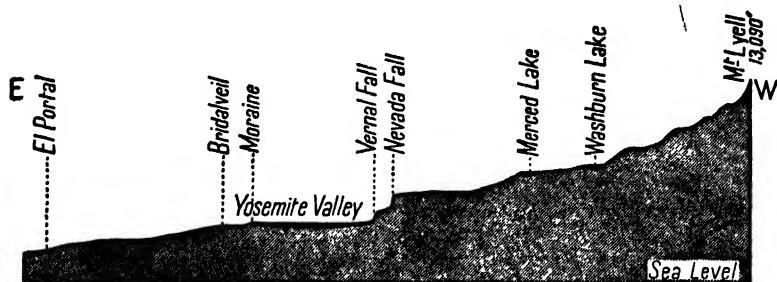 E
El Portal
Bridalveil
Moraine
Yosemite Valley
Vernal Fall
Nevada Fall
Merced Lake
Washburn Lake
Mt Lyell
13,090'
W
Sea Level